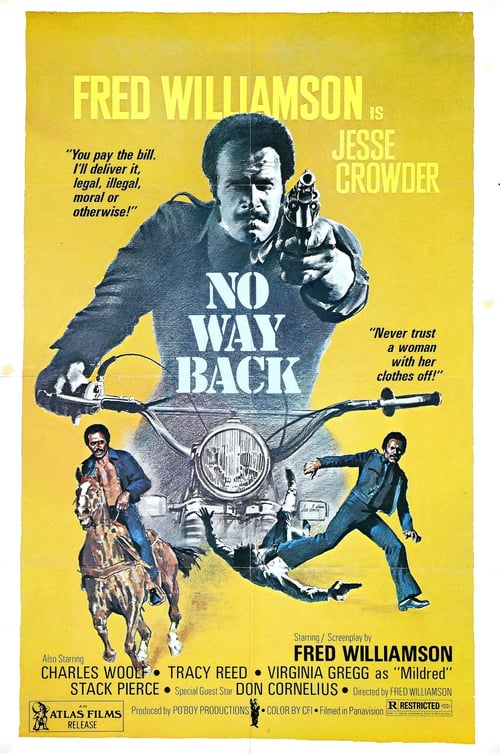 FRED WILLIAMSON IS
JESSE
CROWDER
"You pay the bill.
I'll deliver it,
legal, illegal,
moral or
otherwise!"
NO
WAY
BACK
"Never trust
a woman
with her
clothes off!"
Starring / Screenplay by
FRED WILLIAMSON
Also Starring
CHARLES WOOLF • TRACY REED • VIRGINIA GREGG as "Mildred"
STACK PIERCE • Special Guest Star DON CORNELIUS • Directed by FRED WILLIAMSON
AN
ATLAS FILMS
RELEASE
Produced by PO'BOY PRODUCTIONS • COLOR BY CFI • Filmed in Panavision
R RESTRICTED